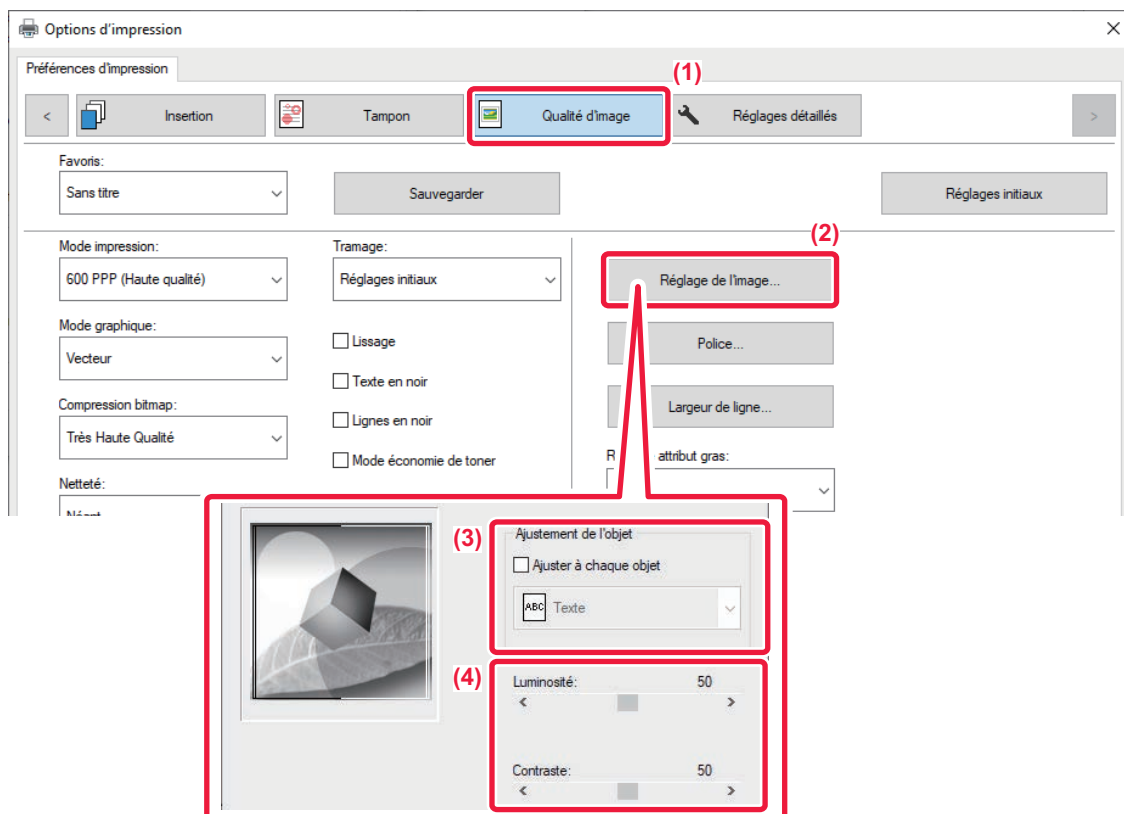 Options d'impression
Préférences d'impression
(1)
<
Insertion
Tampon
Qualité d'image
Réglages détaillés
>
Favoris:
Sans titre
Sauvegarder
Réglages initiaux
(2)
Mode impression:
600 PPP (Haute qualité)
Tramage:
Réglages initiaux
Réglage de l'image...
Mode graphique:
Vecteur
Lissage
Police...
Texte en noir
Compression bitmap:
Très Haute Qualité
Lignes en noir
Largeur de ligne...
Mode économie de toner
attribut gras:
Netteté:
(3)
Ajustement de l'objet
Ajuster à chaque objet
ABC Texte
(4)
Luminosité: 50
< >
Contraste: 50
< >